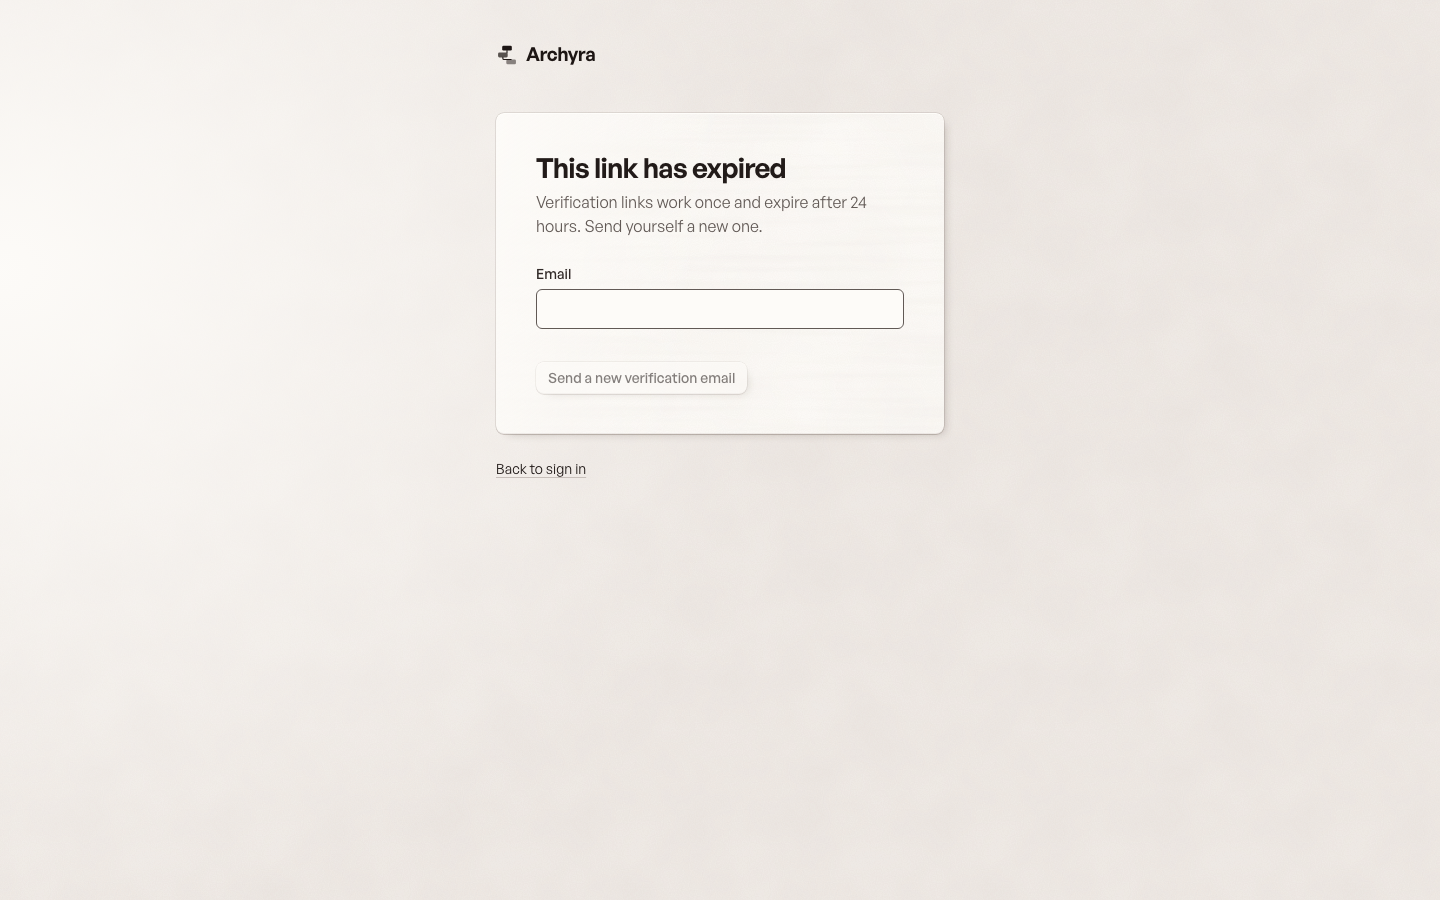 Archyra
This link has expired
Verification links work once and expire after 24
hours. Send yourself a new one.
Email
Send a new verification email
Back to sign in